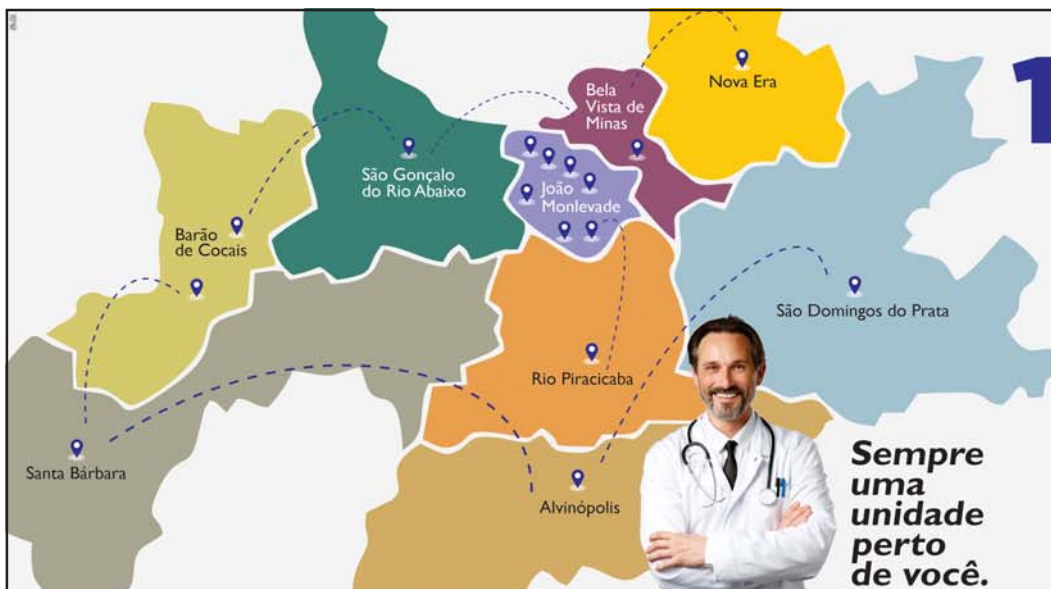 Nova Era
1
Bela
Vista de
Minas
São Gonçalo
do Rio Abaixo
João
Monlevade
Barão
de Cocais
São Domingos do Prata
Rio Piracicaba
Santa Bárbara
Alvinópolis
Sempre
uma
unidade
perto
de você.